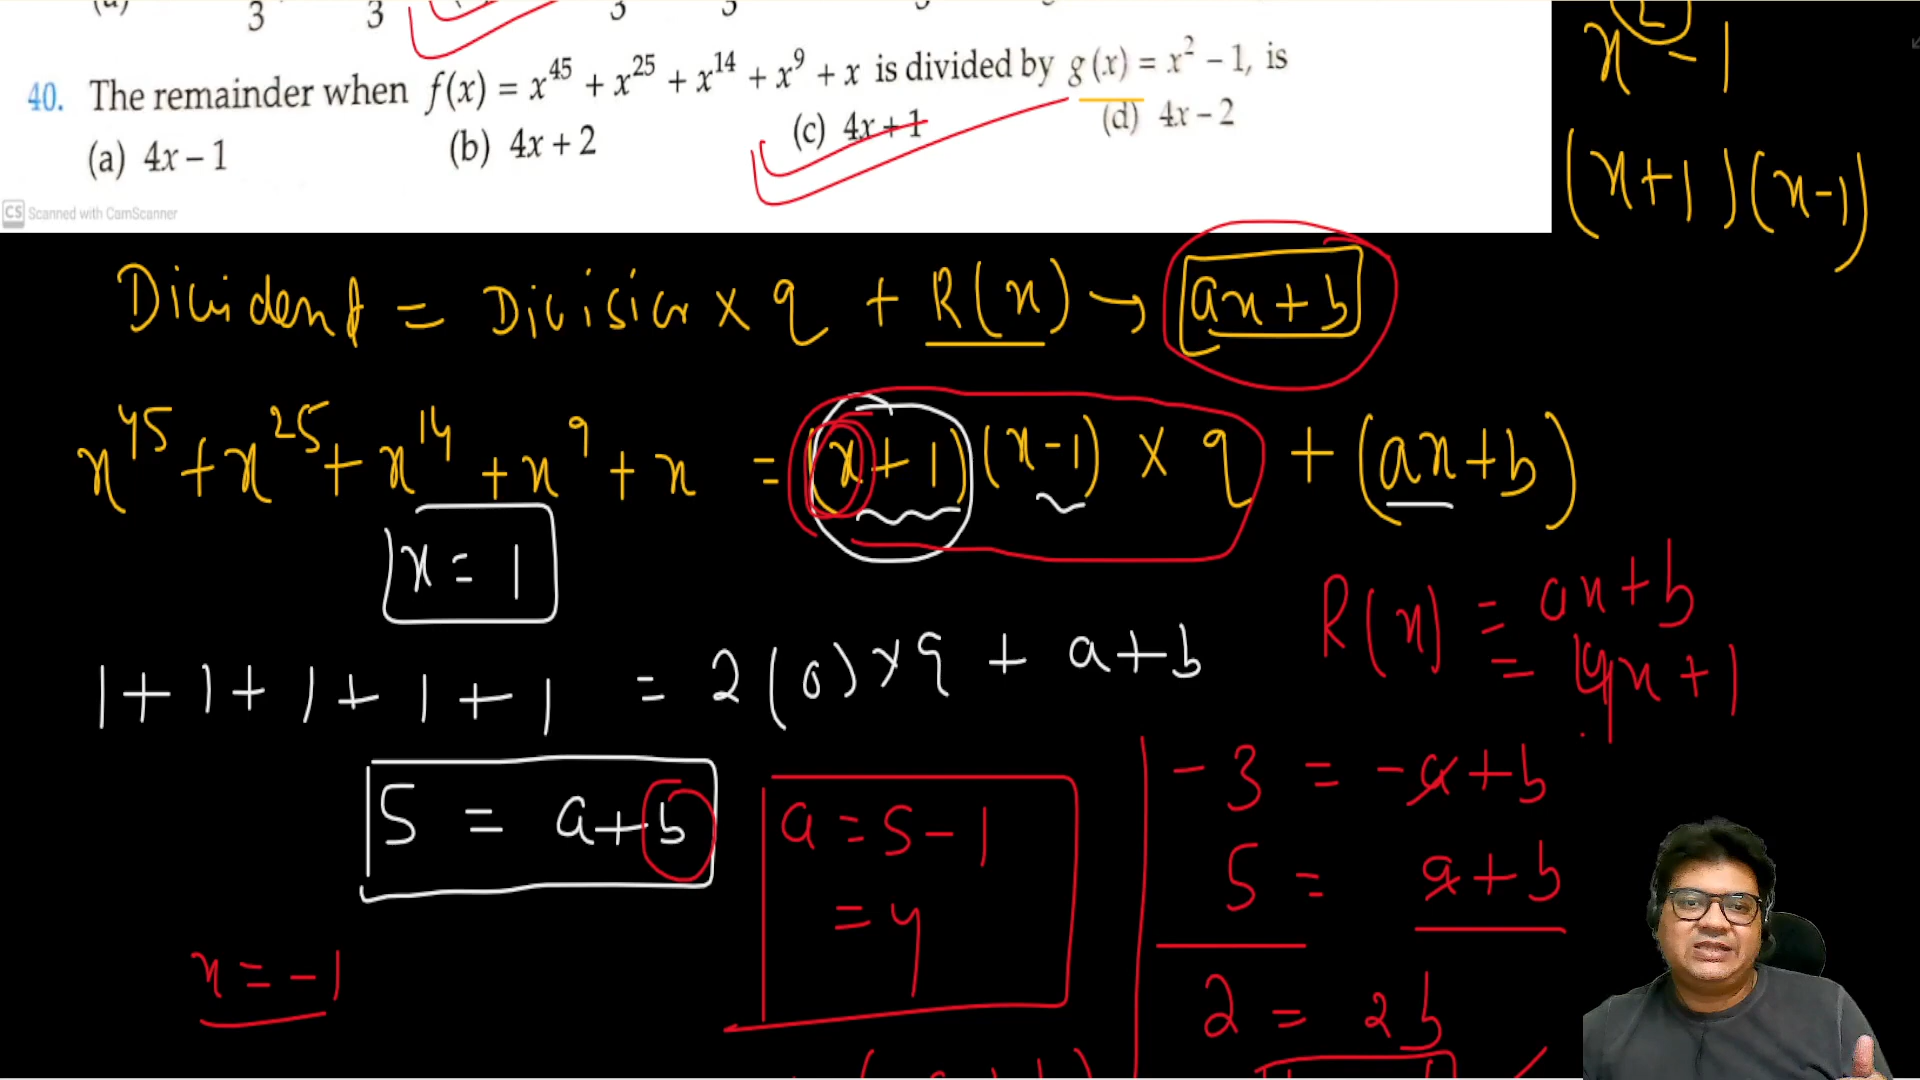 40. The remainder when f(x) = x^45 + x^25 + x^14 + x^9 + x is divided by g(x) = x^2 − 1, is
(a) 4x − 1 (b) 4x + 2 (c) 4x + 1 (d) 4x − 2
CS Scanned with CamScanner
x^2 - 1
(x+1)(x-1)
Dividend = Divisior × q + R(x) → ax+b
x^45 + x^25 + x^14 + x^9 + x = (x+1)(x-1) × q + (ax+b)
x = 1
1 + 1 + 1 + 1 + 1 = 2(0)×q + a+b
5 = a+b
x = -1
a = 5 - 1
= 4
R(x) = ax+b
= 4x+1
-3 = -a+b
5 = a+b
2 = 2b